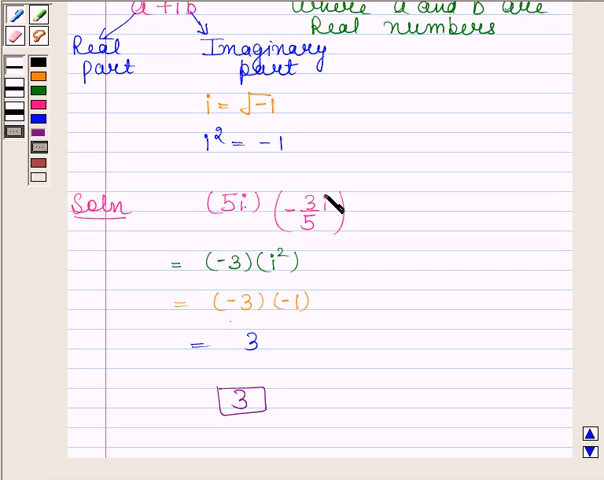 a + ib where a and b are
Real numbers
Real Imaginary
part part
i = √-1
i² = -1
Soln (5i) (-3/5 i)
= (-3) (i²)
= (-3) (-1)
= 3
3